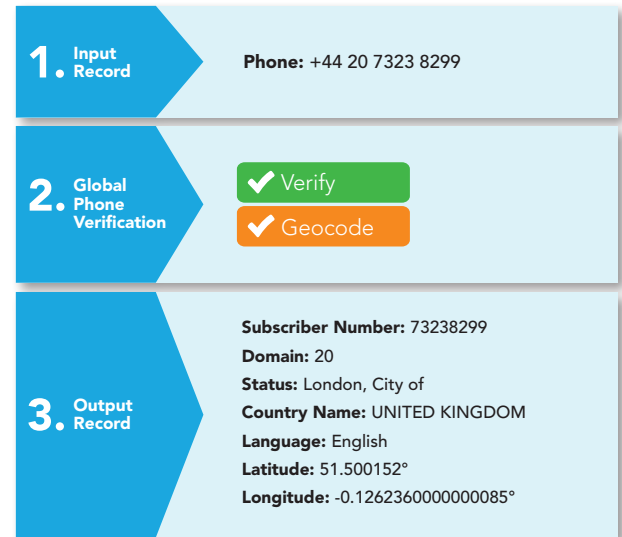 1. Input
Record
Phone: +44 20 7323 8299
2. Global
Phone
Verification
Verify
Geocode
3. Output
Record
Subscriber Number: 73238299
Domain: 20
Status: London, City of
Country Name: UNITED KINGDOM
Language: English
Latitude: 51.500152°
Longitude: -0.1262360000000085°